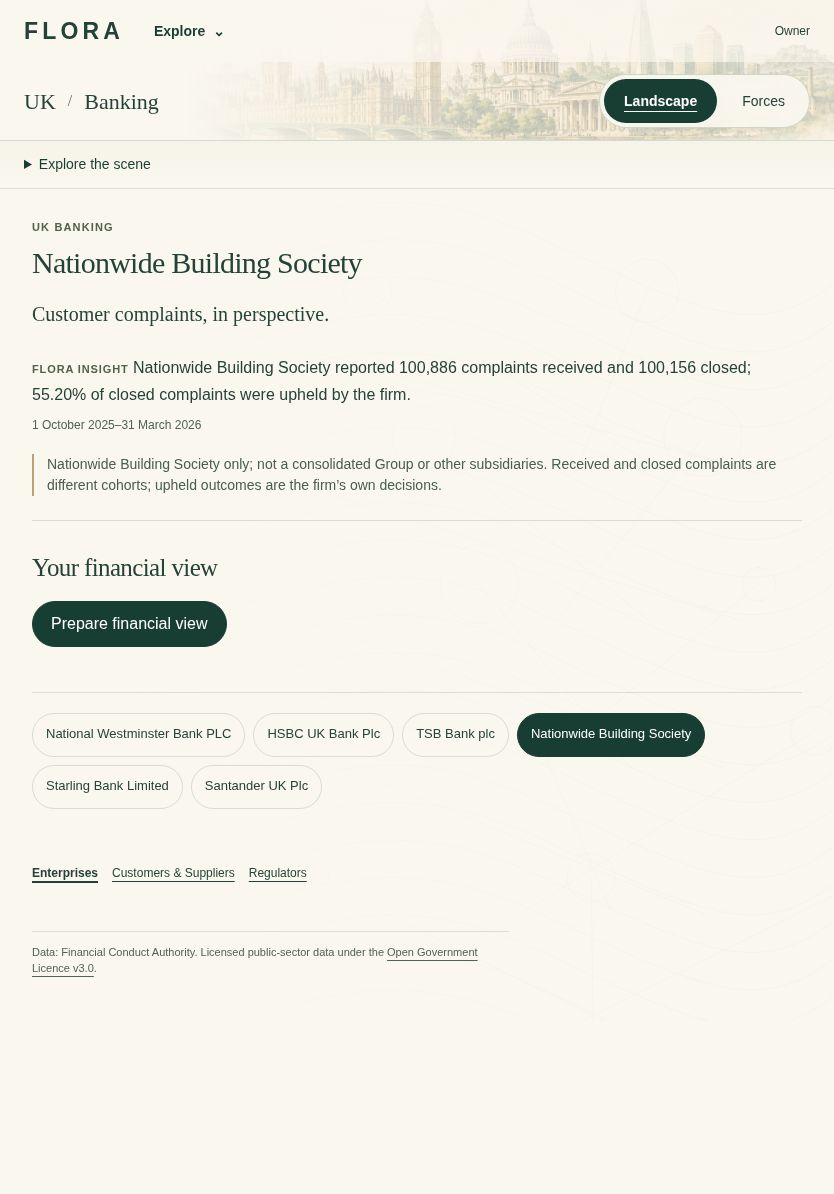 FLORA
Explore
Owner
UK / Banking
Landscape
Forces
Explore the scene
UK BANKING
Nationwide Building Society
Customer complaints, in perspective.
FLORA INSIGHT Nationwide Building Society reported 100,886 complaints received and 100,156 closed;
55.20% of closed complaints were upheld by the firm.
1 October 2025–31 March 2026
Nationwide Building Society only; not a consolidated Group or other subsidiaries. Received and closed complaints are
different cohorts; upheld outcomes are the firm’s own decisions.
Your financial view
Prepare financial view
National Westminster Bank PLC
HSBC UK Bank Plc
TSB Bank plc
Nationwide Building Society
Starling Bank Limited
Santander UK Plc
Enterprises
Customers & Suppliers
Regulators
Data: Financial Conduct Authority. Licensed public-sector data under the Open Government
Licence v3.0.